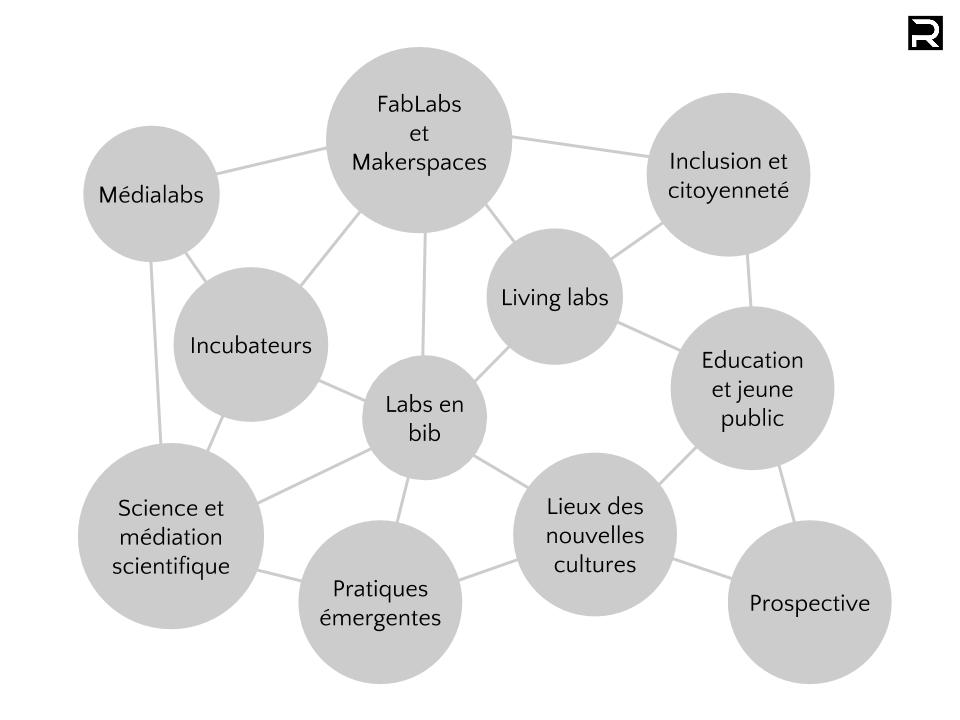 R
FabLabs
et
Makerspaces
Inclusion et
citoyenneté
Médialabs
Living labs
Incubateurs
Education
et jeune
public
Labs en
bib
Science et
médiation
scientifique
Lieux des
nouvelles
cultures
Pratiques
émergentes
Prospective